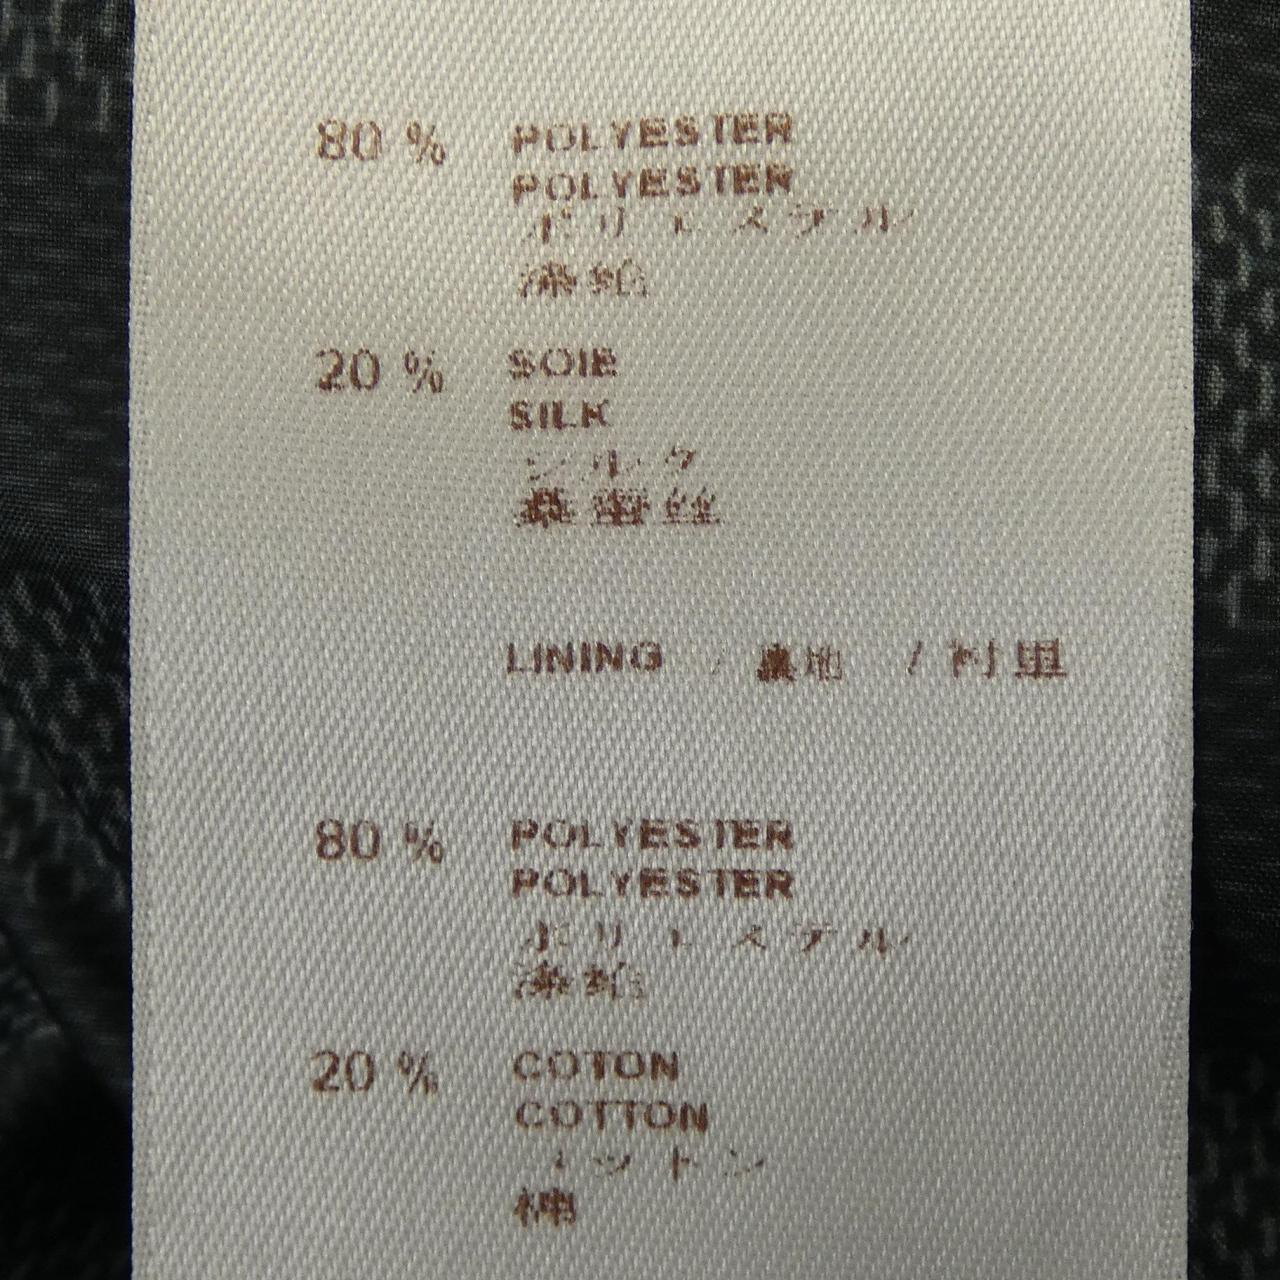 80 % POLYESTER
POLYESTER
ポリエステル
涤纶
20 % SOIE
SILK
シルク
桑蚕丝
LINING / 裏地 / 衬里
80 % POLYESTER
POLYESTER
ポリエステル
涤纶
20 % COTON
COTTON
コットン
棉